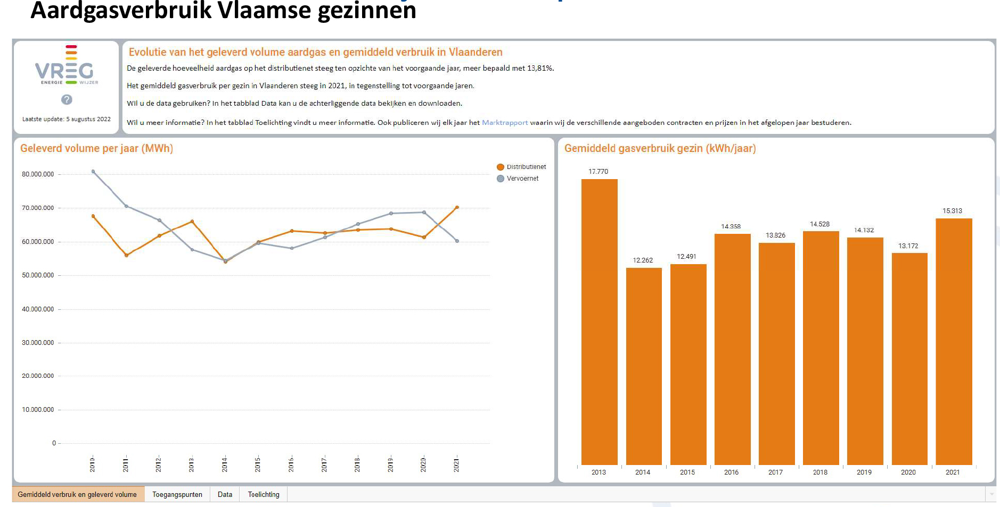 Aardgasverbruik Vlaamse gezinnen
VREG
ENERGIE WIJZER
?
Laatste update: 5 augustus 2022
Evolutie van het geleverd volume aardgas en gemiddeld verbruik in Vlaanderen
De geleverde hoeveelheid aardgas op het distributienet steeg ten opzichte van het voorgaande jaar, meer bepaald met 13,81%.
Het gemiddeld gasverbruik per gezin in Vlaanderen steeg in 2021, in tegenstelling tot voorgaande jaren.
Wil u de data gebruiken? In het tabblad Data kan u de achterliggende data bekijken en downloaden.
Wil u meer informatie? In het tabblad Toelichting vindt u meer informatie. Ook publiceren wij elk jaar het Marktrapport waarin wij de verschillende aangeboden contracten en prijzen in het afgelopen jaar bestuderen.
Geleverd volume per jaar (MWh)
Distributienet
Vervoernet
80.000.000
70.000.000
60.000.000
50.000.000
40.000.000
30.000.000
20.000.000
10.000.000
0
2010 2011 2012 2013 2014 2015 2016 2017 2018 2019 2020 2021
Gemiddeld gasverbruik gezin (kWh/jaar)
17.770
12.262
12.491
14.358
13.826
14.528
14.132
13.172
15.313
2013 2014 2015 2016 2017 2018 2019 2020 2021
Gemiddeld verbruik en geleverd volume Toegangspunten Data Toelichting